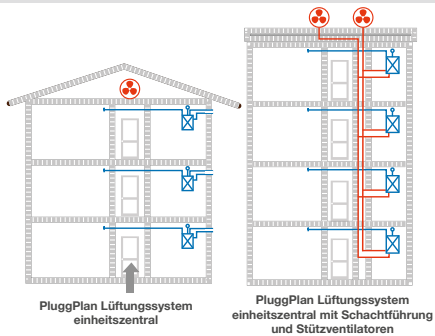 PluggPlan Lüftungssystem
einheitszentral
PluggPlan Lüftungssystem
einheitszentral mit Schachtführung
und Stützventilatoren